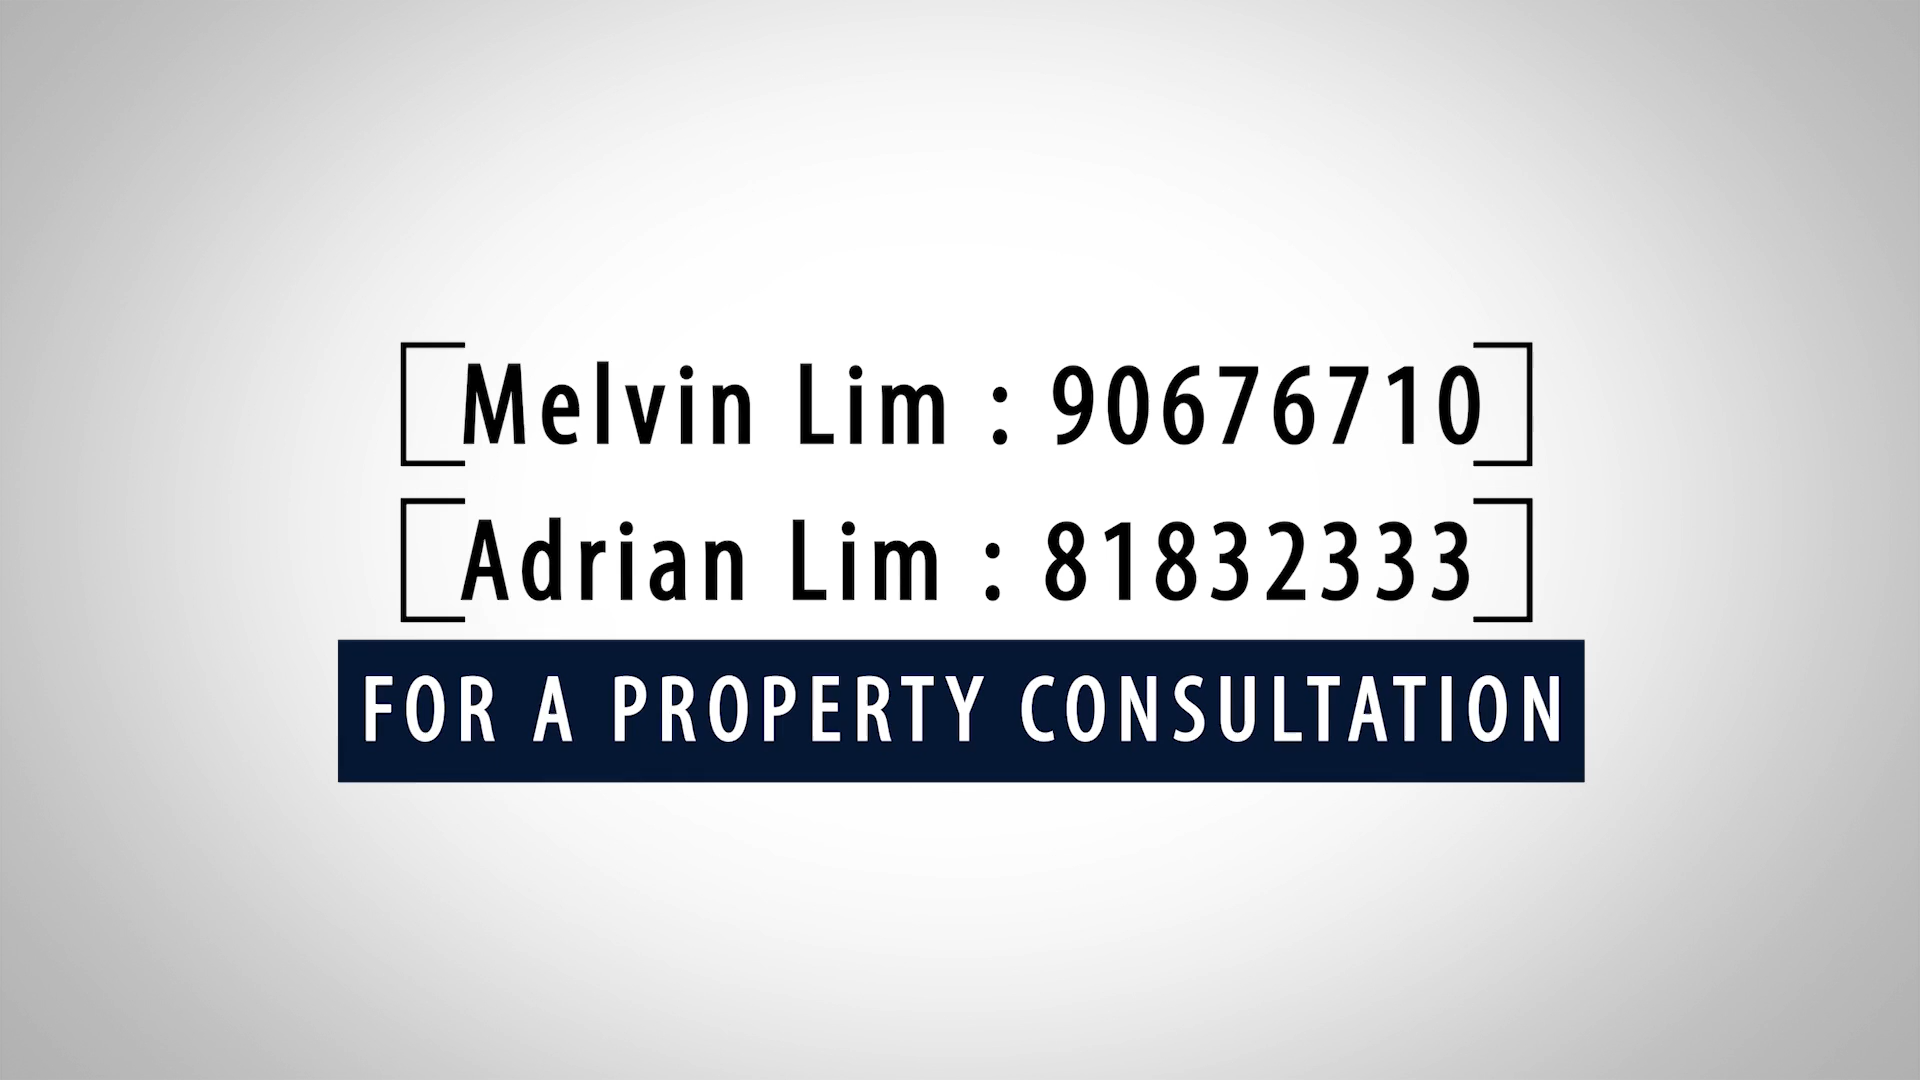 Melvin Lim : 90676710
Adrian Lim : 81832333
FOR A PROPERTY CONSULTATION